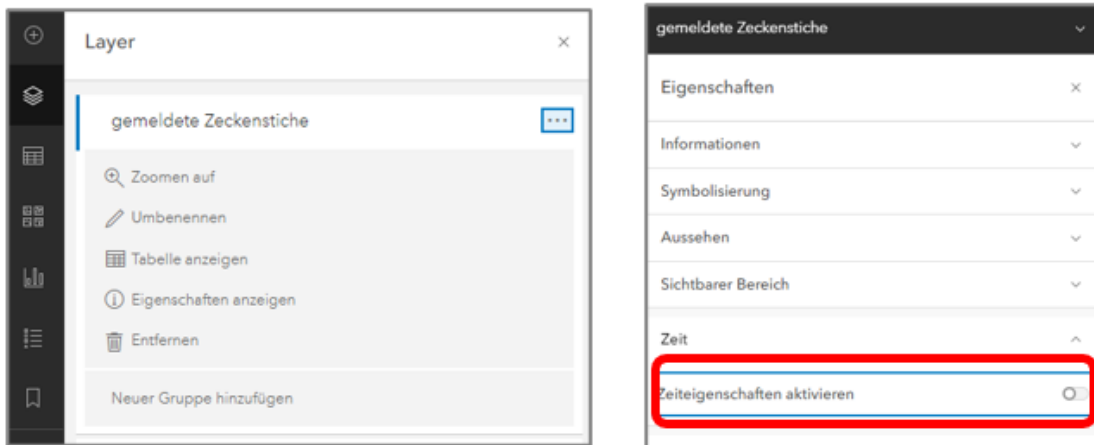 Layer
gemeldete Zeckenstiche
Zoomen auf
Umbenennen
Tabelle anzeigen
Eigenschaften anzeigen
Entfernen
Neuer Gruppe hinzufügen
gemeldete Zeckenstiche
Eigenschaften
Informationen
Symbolisierung
Aussehen
Sichtbarer Bereich
Zeit
Zeiteigenschaften aktivieren